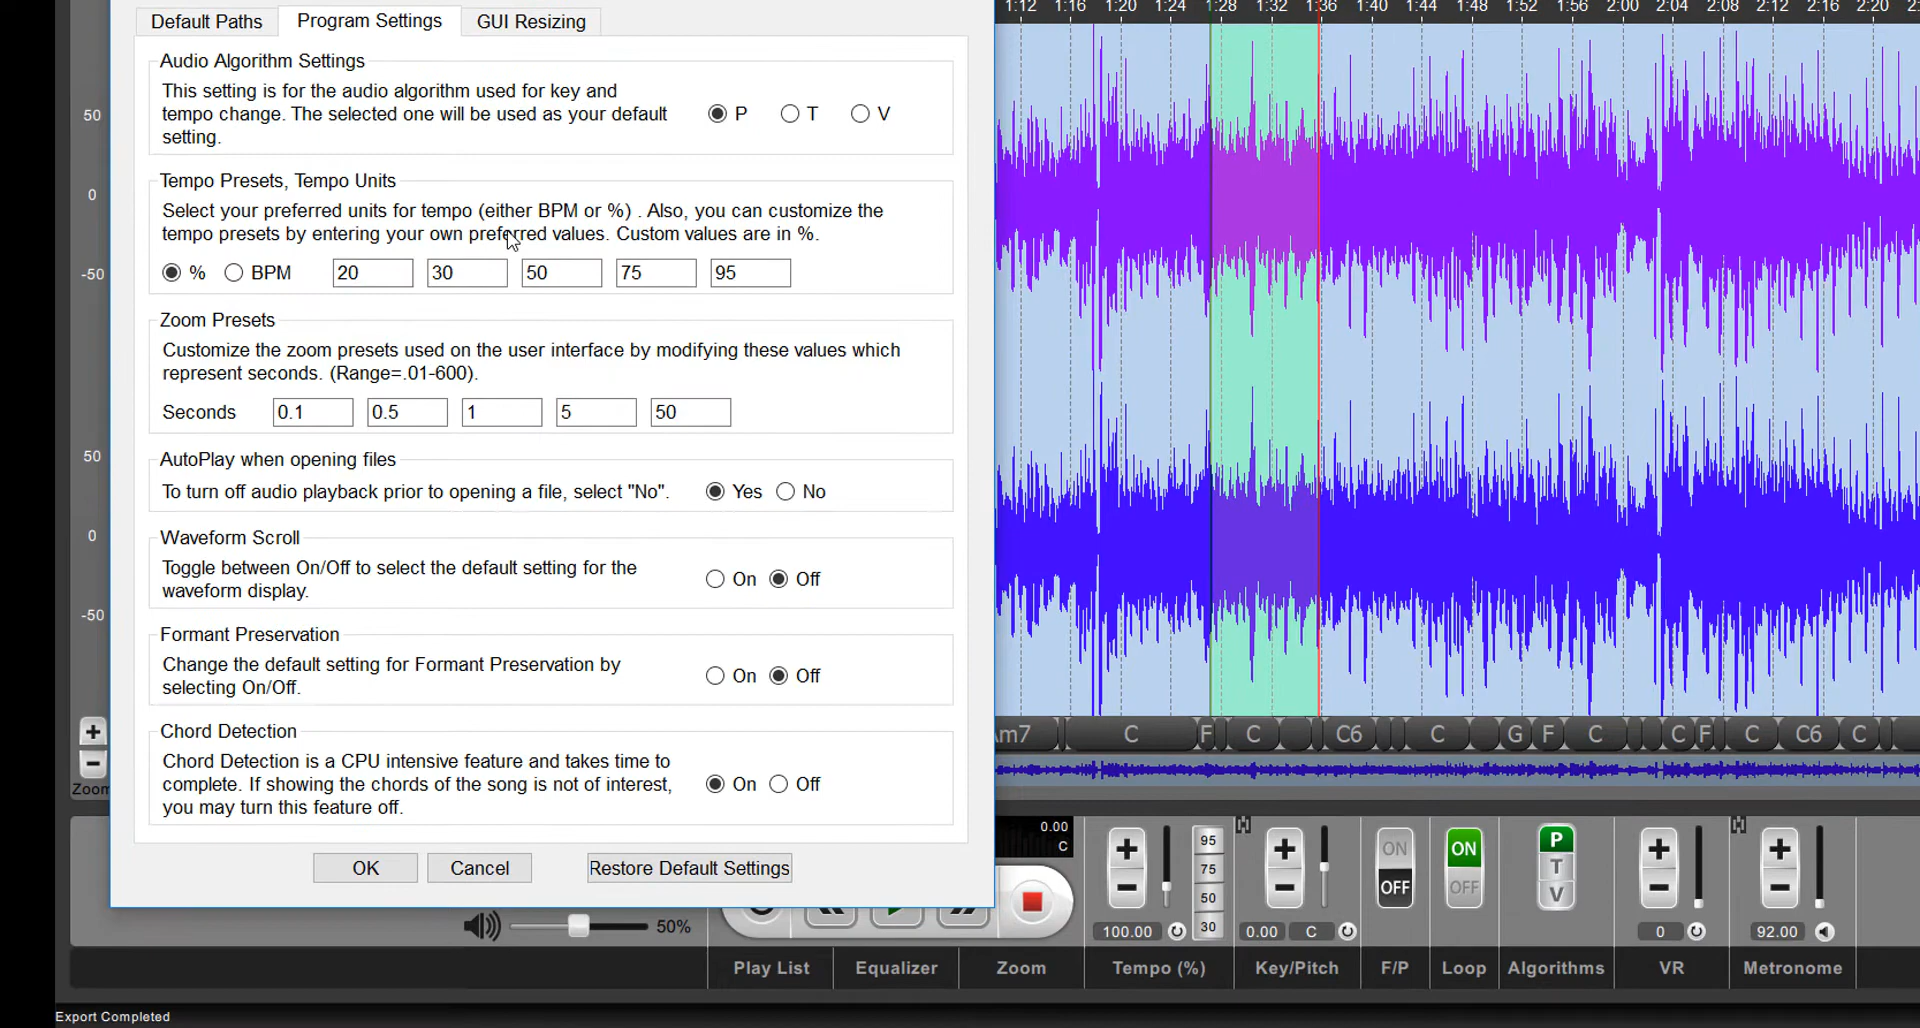 Default Paths
Program Settings
GUI Resizing
1:12 1:16 1:20 1:24 1:28 1:32 1:36 1:40 1:44 1:48 1:52 1:56 2:00 2:04 2:08 2:12 2:16 2:20
Audio Algorithm Settings
This setting is for the audio algorithm used for key and
tempo change. The selected one will be used as your default
setting.
P T V
Tempo Presets, Tempo Units
Select your preferred units for tempo (either BPM or %) . Also, you can customize the
tempo presets by entering your own preferred values. Custom values are in %.
% BPM 20 30 50 75 95
Zoom Presets
Customize the zoom presets used on the user interface by modifying these values which
represent seconds. (Range=.01-600).
Seconds 0.1 0.5 1 5 50
AutoPlay when opening files
To turn off audio playback prior to opening a file, select "No".
Yes No
Waveform Scroll
Toggle between On/Off to select the default setting for the
waveform display.
On Off
Formant Preservation
Change the default setting for Formant Preservation by
selecting On/Off.
On Off
Chord Detection
Chord Detection is a CPU intensive feature and takes time to
complete. If showing the chords of the song is not of interest,
you may turn this feature off.
On Off
OK
Cancel
Restore Default Settings
50
0
-50
50
0
-50
+
-
Zoom
m7 C F C C6 C G F C C F C C6 C
0.00
C
50%
+
-
95
75
50
30
100.00
+
-
0.00 C
ON
OFF
ON
OFF
P
T
V
+
-
0
+
-
92.00
Play List
Equalizer
Zoom
Tempo (%)
Key/Pitch
F/P
Loop
Algorithms
VR
Metronome
Export Completed